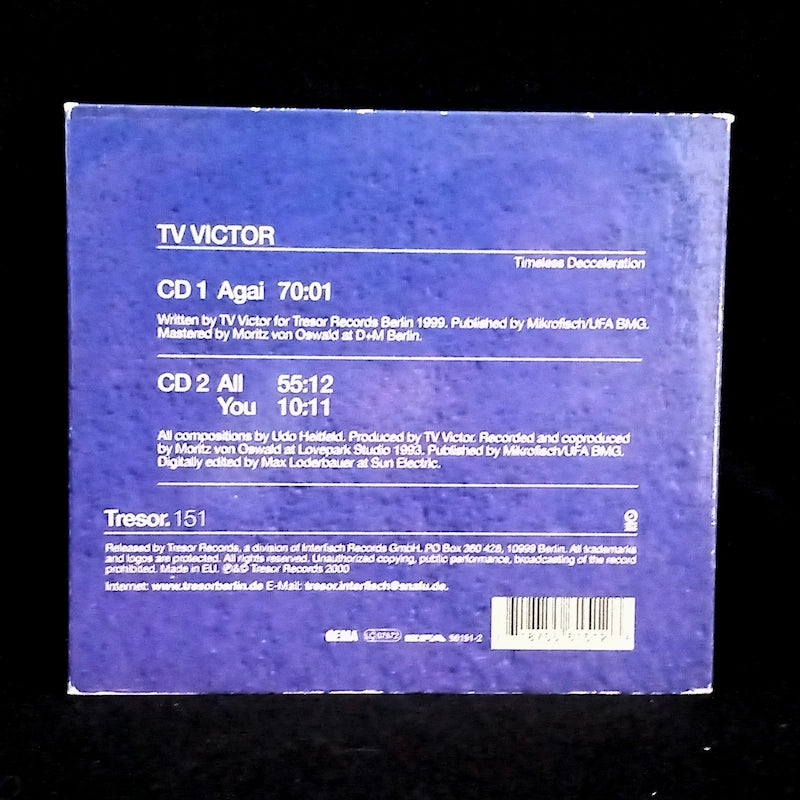 TV VICTOR
Timeless Decceleration
CD 1 Agai 70:01
Written by TV Victor for Tresor Records Berlin 1999. Published by Mikrofisch/UFA BMG.
Mastered by Moritz von Oswald at D+M Berlin.
CD 2 All 55:12
You 10:11
All compositions by Udo Heitfeld. Produced by TV Victor. Recorded and coproduced
by Moritz von Oswald at Lovepark Studio 1993. Published by Mikrofisch/UFA BMG.
Digitally edited by Max Loderbauer at Sun Electric.
Tresor. 151
Released by Tresor Records, a division of Interfisch Records GmbH, PO Box 360 428, 10999 Berlin. All trademarks
and logos are protected. All rights reserved. Unauthorized copying, public performance, broadcasting of the record
prohibited. Made in EU. ℗&© Tresor Records 2000
Internet: www.tresorberlin.de E-Mail: tresor.interfisch@snafu.de.
GEMA LC 07572 50151-2